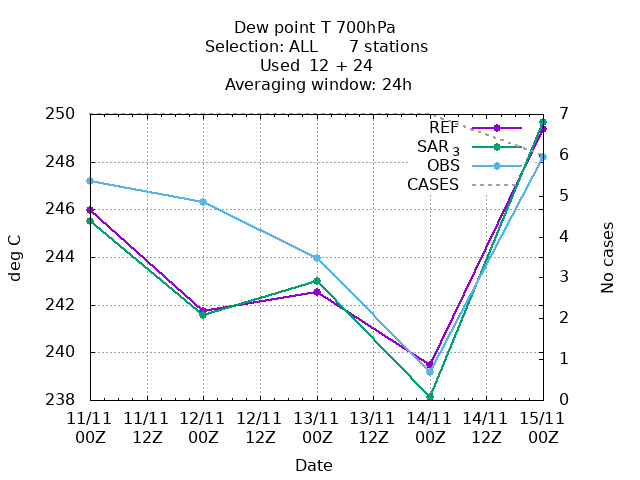 Dew point T 700hPa
Selection: ALL      7 stations
Used  12 + 24
Averaging window: 24h
250
248
246
244
242
240
238
7
6
5
4
3
2
1
0
REF
SAR 3
OBS
CASES
deg C
No cases
11/11 11/11 12/11 12/11 13/11 13/11 14/11 14/11 15/11
00Z 12Z 00Z 12Z 00Z 12Z 00Z 12Z 00Z
Date